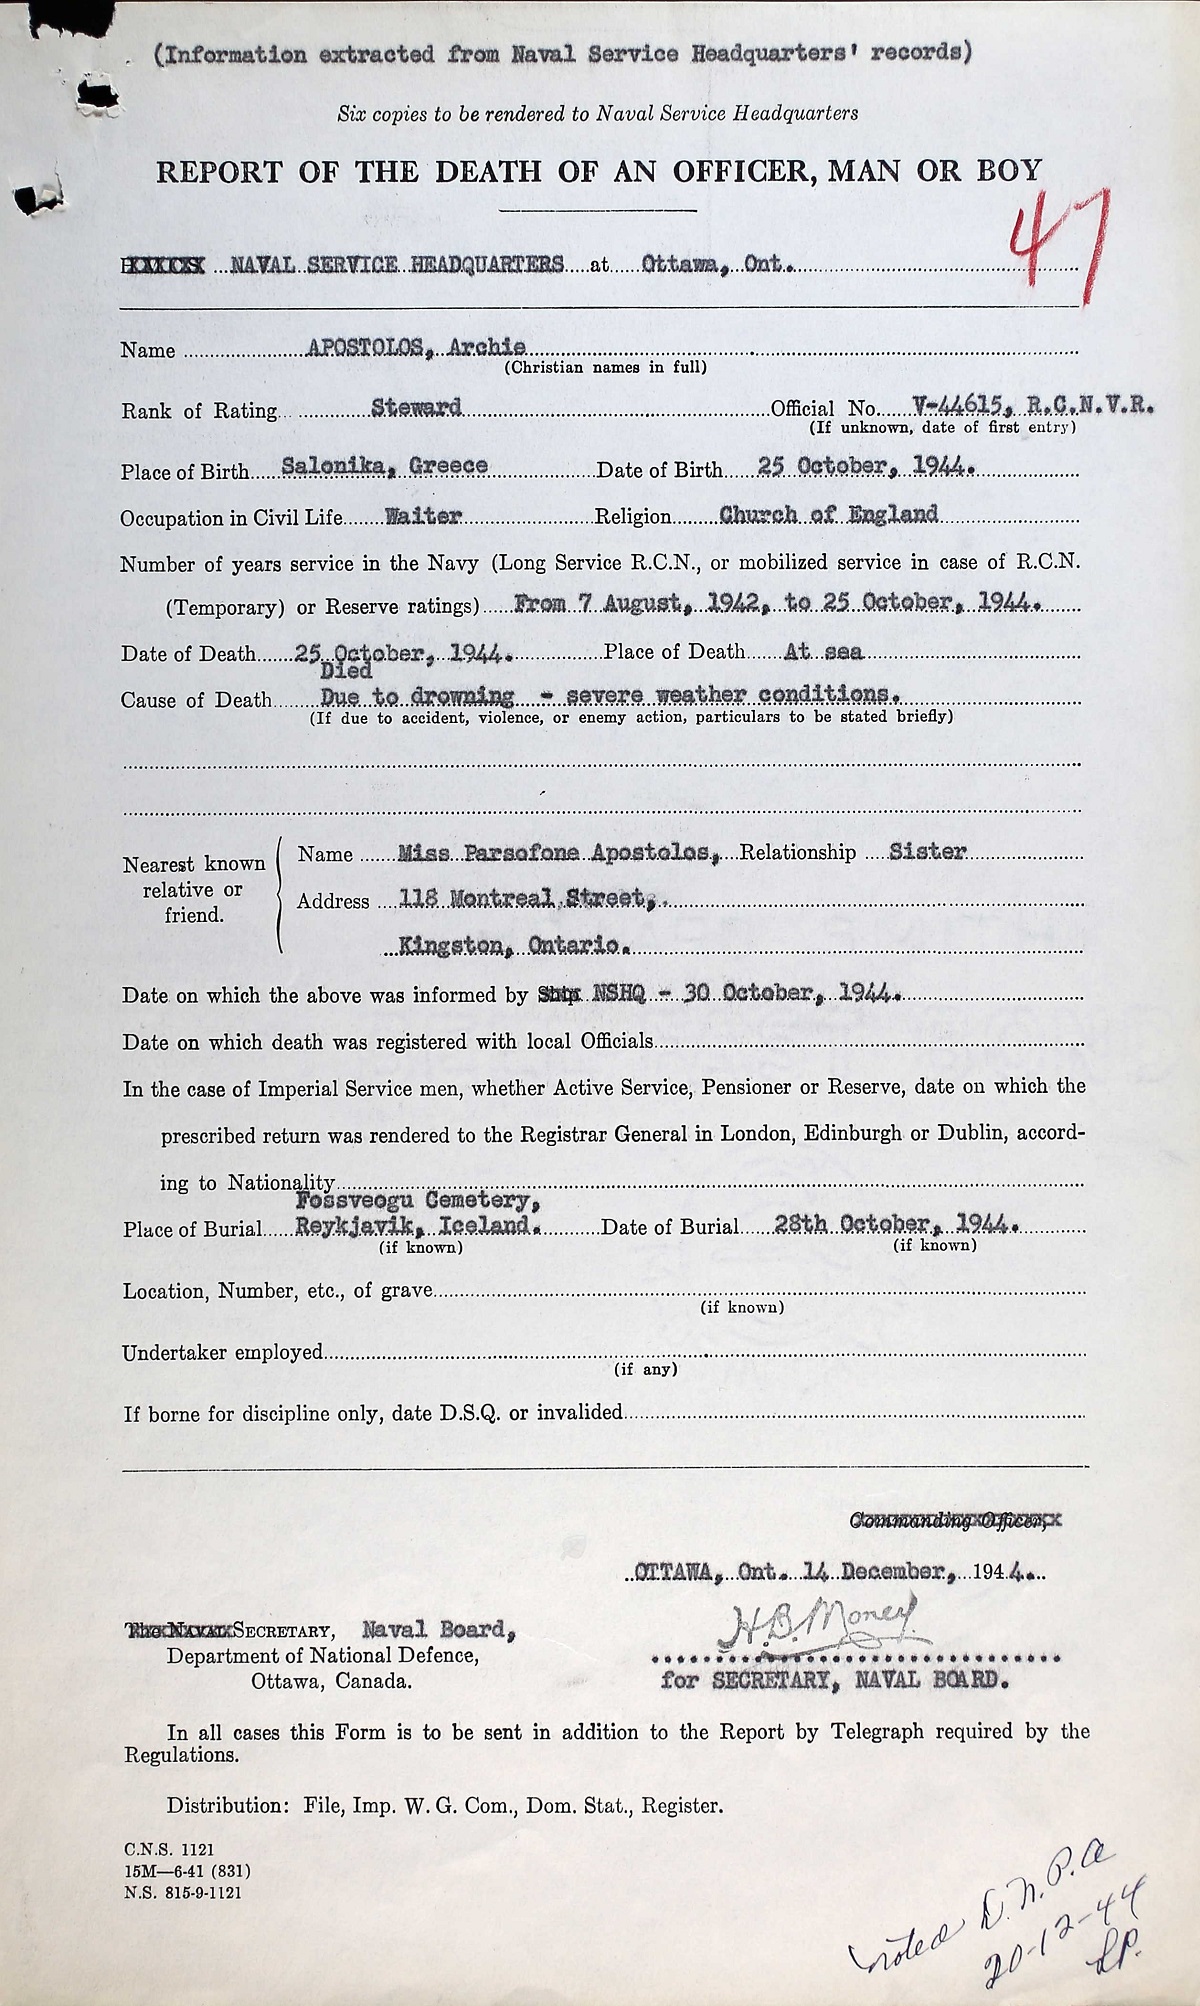 (Information extracted from Naval Service Headquarters' records)
Six copies to be rendered to Naval Service Headquarters
REPORT OF THE DEATH OF AN OFFICER, MAN OR BOY
47
NAVAL SERVICE HEADQUARTERS at Ottawa, Ont.
Name APOSTOLOS, Archie
(Christian names in full)
Rank of Rating Steward Official No. V-44615, R.C.N.V.R.
(If unknown, date of first entry)
Place of Birth Salonika, Greece Date of Birth 25 October, 1944.
Occupation in Civil Life Waiter Religion Church of England
Number of years service in the Navy (Long Service R.C.N., or mobilized service in case of R.C.N.
(Temporary) or Reserve ratings) From 7 August, 1942, to 25 October, 1944.
Date of Death 25 October, 1944. Place of Death At sea
Died
Cause of Death Due to drowning - severe weather conditions.
(If due to accident, violence, or enemy action, particulars to be stated briefly)
Nearest known relative or friend.
Name Miss Parsofone Apostolos, Relationship Sister
Address 118 Montreal Street,
Kingston, Ontario.
Date on which the above was informed by Ship NSHQ - 30 October, 1944.
Date on which death was registered with local Officials
In the case of Imperial Service men, whether Active Service, Pensioner or Reserve, date on which the
prescribed return was rendered to the Registrar General in London, Edinburgh or Dublin, accord-
ing to Nationality
Fossveogu Cemetery,
Place of Burial Reykjavik, Iceland. Date of Burial 28th October, 1944.
(if known) (if known)
Location, Number, etc., of grave
(if known)
Undertaker employed
(if any)
If borne for discipline only, date D.S.Q. or invalided
Commanding Officer,
OTTAWA, Ont. 14 December, 1944.
H.B. Money
The Naval SECRETARY, Naval Board,
Department of National Defence,
Ottawa, Canada.
for SECRETARY, NAVAL BOARD.
In all cases this Form is to be sent in addition to the Report by Telegraph required by the
Regulations.
Distribution: File, Imp. W. G. Com., Dom. Stat., Register.
C.N.S. 1121
15M—6-41 (831)
N.S. 815-9-1121
noted D.N.P.A
20-12-44